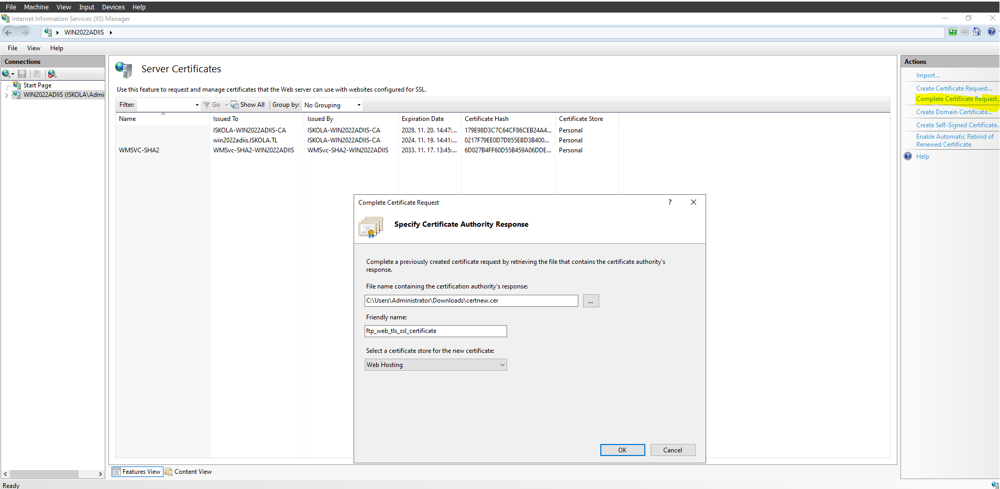 File Machine View Input Devices Help
Internet Information Services (IIS) Manager
WIN2022ADIIS
File View Help
Connections
Start Page
WIN2022ADIIS (ISKOLA\Admi
Server Certificates
Use this feature to request and manage certificates that the Web server can use with websites configured for SSL.
Filter: Go Show All Group by: No Grouping
Name Issued To Issued By Expiration Date Certificate Hash Certificate Store
ISKOLA-WIN2022ADIIS-CA ISKOLA-WIN2022ADIIS-CA 2028. 11. 20. 14:47:... 179E98D3C7C64CF86CEB24A4... Personal
win2022adiis.ISKOLA.TL ISKOLA-WIN2022ADIIS-CA 2024. 11. 19. 14:41:... 0217F79EE0D7D855EBD3B400... Personal
WMSVC-SHA2 WMSvc-SHA2-WIN2022ADIIS WMSvc-SHA2-WIN2022ADIIS 2033. 11. 17. 13:45:... 6D027B4FF60D55B459A06DDE... Personal
Complete Certificate Request ?
Specify Certificate Authority Response
Complete a previously created certificate request by retrieving the file that contains the certificate authority's
response.
File name containing the certification authority's response:
C:\Users\Administrator\Downloads\certnew.cer ...
Friendly name:
ftp_web_tls_ssl_certificate
Select a certificate store for the new certificate:
Web Hosting
OK Cancel
Features View Content View
Ready
Actions
Import...
Create Certificate Request...
Complete Certificate Request..
Create Domain Certificate...
Create Self-Signed Certificate..
Enable Automatic Rebind of
Renewed Certificate
Help